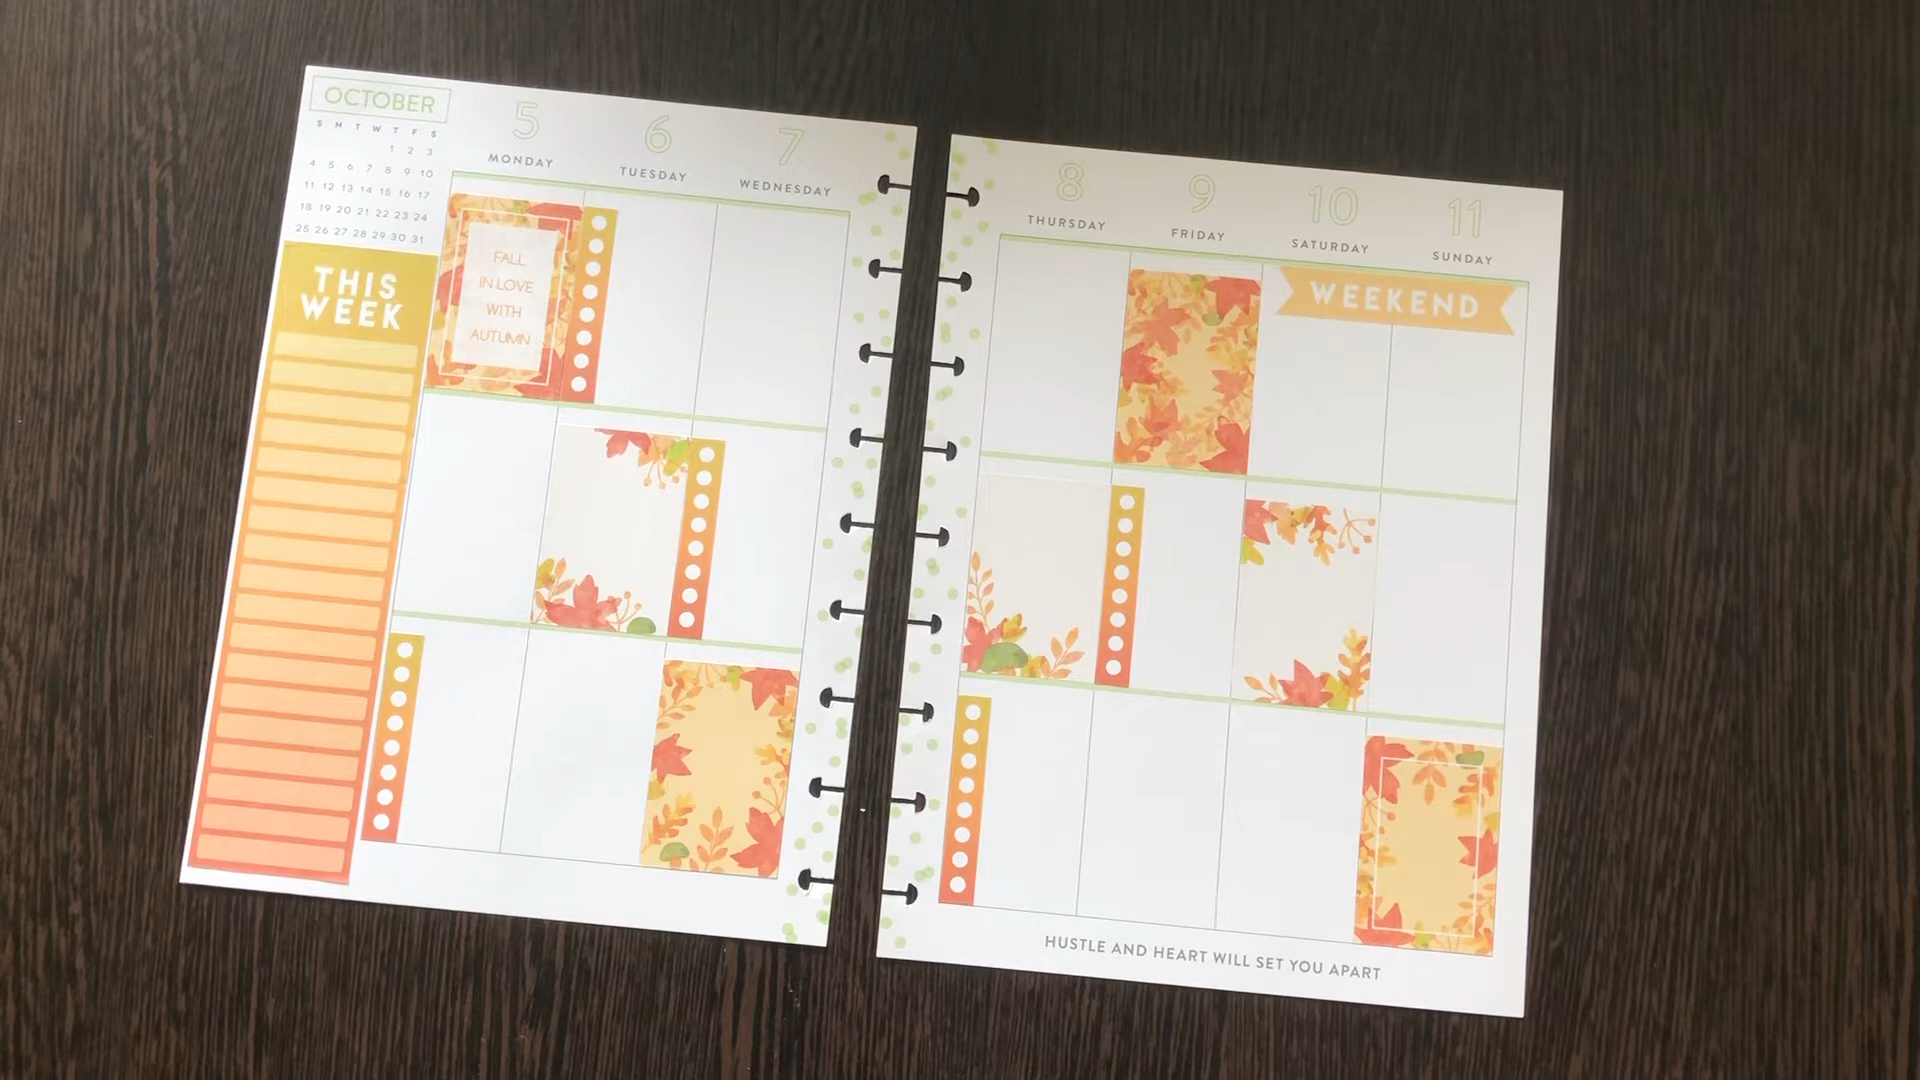 OCTOBER
S M T W T F S
1 2 3
4 5 6 7 8 9 10
11 12 13 14 15 16 17
18 19 20 21 22 23 24
25 26 27 28 29 30 31
5 6 7
MONDAY TUESDAY WEDNESDAY
THIS
WEEK
FALL
IN LOVE
WITH
AUTUMN
8 9 10 11
THURSDAY FRIDAY SATURDAY SUNDAY
WEEKEND
HUSTLE AND HEART WILL SET YOU APART